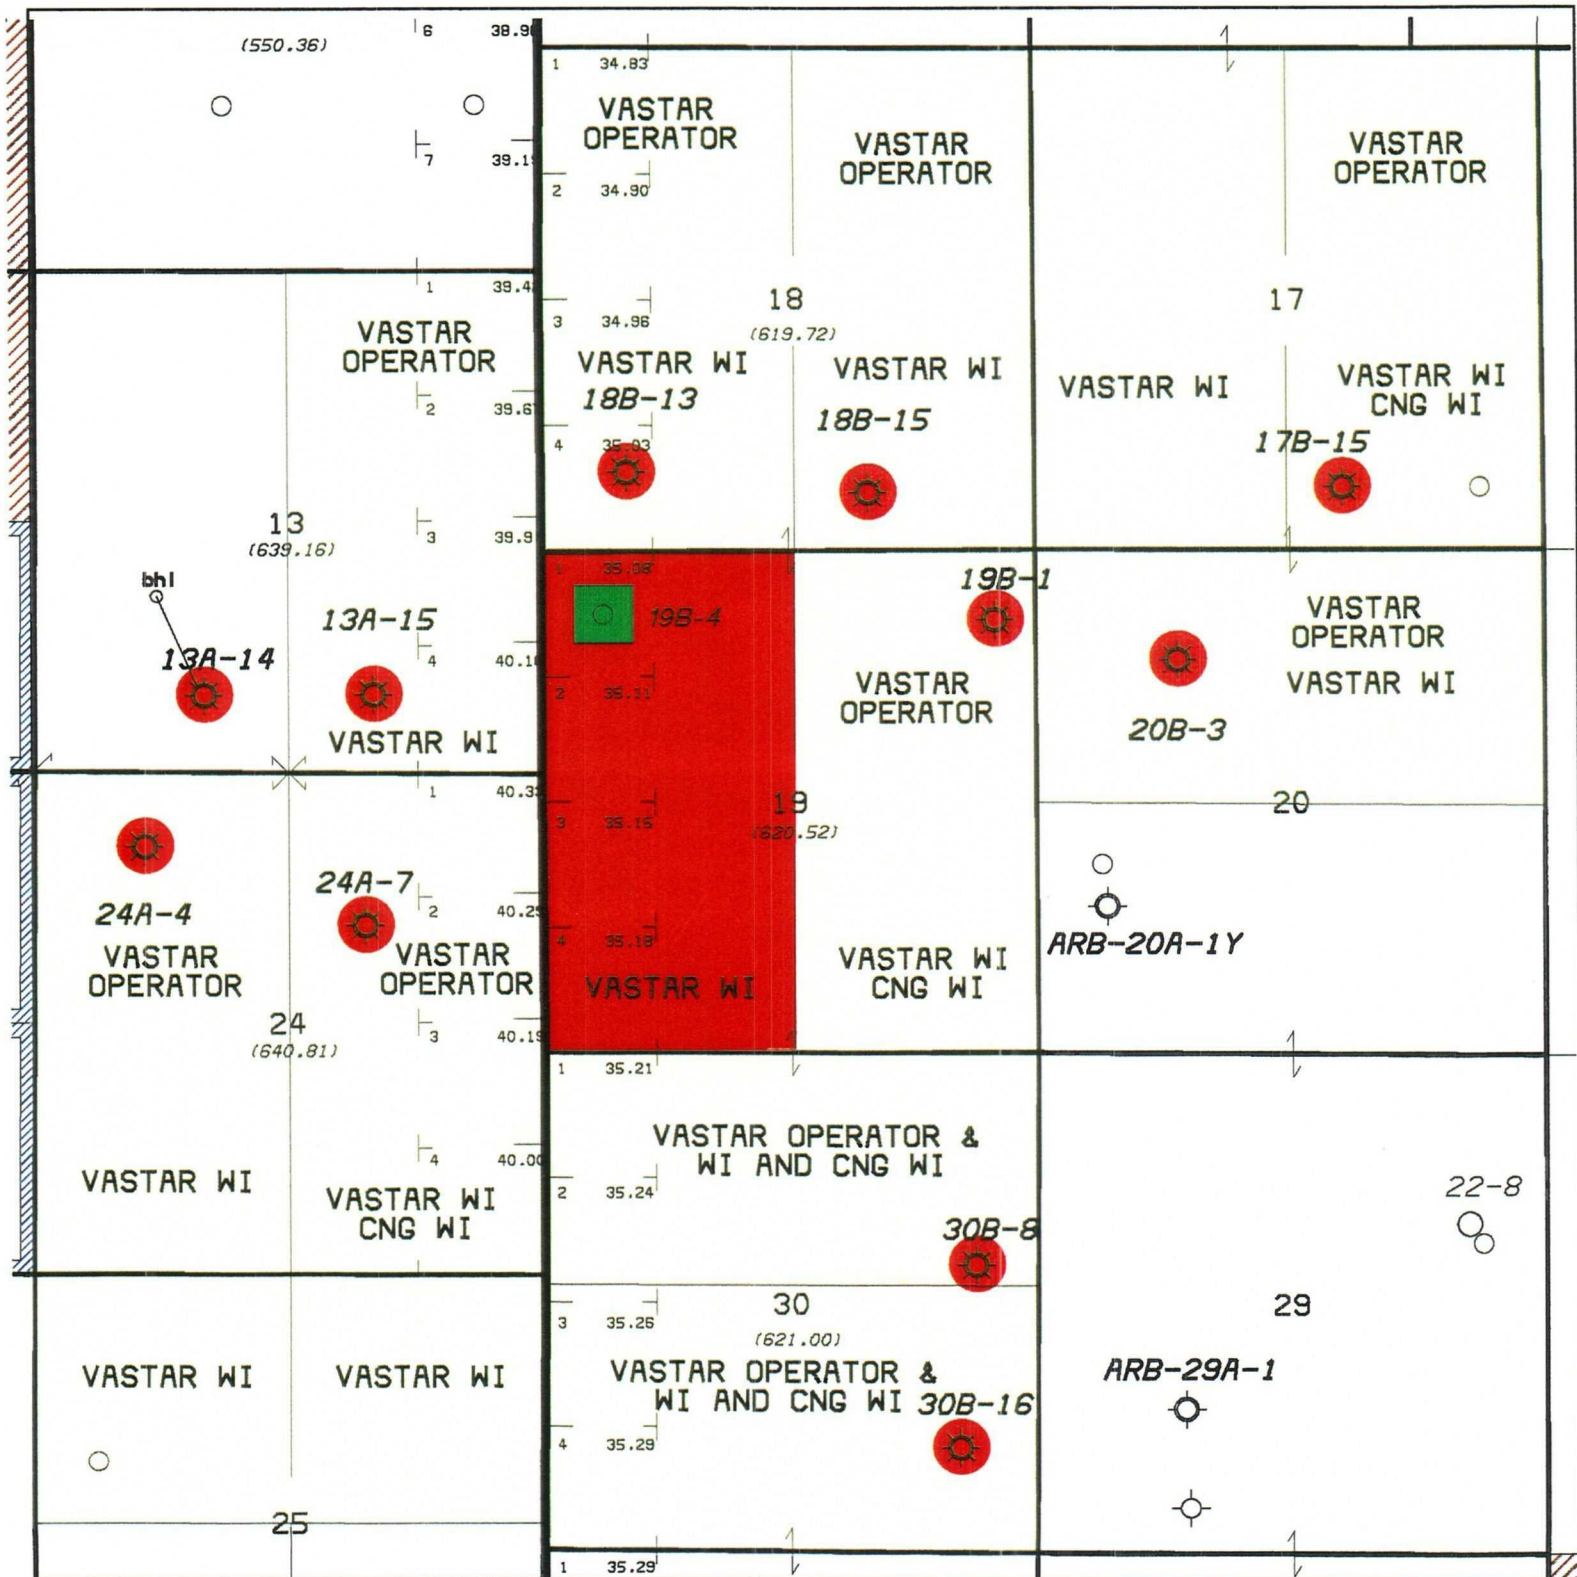 (550.36)
6 38.9
7 39.1
1 34.83
VASTAR
OPERATOR
2 34.90
VASTAR
OPERATOR
VASTAR
OPERATOR
1 39.4
VASTAR
OPERATOR
2 39.6
3 34.96
18
(619.72)
17
VASTAR WI
18B-13
VASTAR WI
18B-15
VASTAR WI
VASTAR WI
CNG WI
17B-15
4 35.03
13
(639.16)
3 39.9
bhl
13A-14
13A-15
4 40.1
VASTAR WI
1 35.08
19B-4
2 35.11
19B-1
VASTAR
OPERATOR
VASTAR
OPERATOR
VASTAR WI
20B-3
1 40.3
24A-4
VASTAR
OPERATOR
24A-7
2 40.29
VASTAR
OPERATOR
3 35.15
19
(620.52)
20
4 35.18
VASTAR WI
VASTAR WI
CNG WI
ARB-20A-1Y
24
(640.81)
3 40.19
4 40.00
VASTAR WI
VASTAR WI
CNG WI
1 35.21
VASTAR OPERATOR &
WI AND CNG WI
2 35.24
30B-8
22-8
3 35.26
30
(621.00)
29
VASTAR WI
VASTAR WI
VASTAR OPERATOR &
WI AND CNG WI
30B-16
4 35.29
ARB-29A-1
25
1 35.29